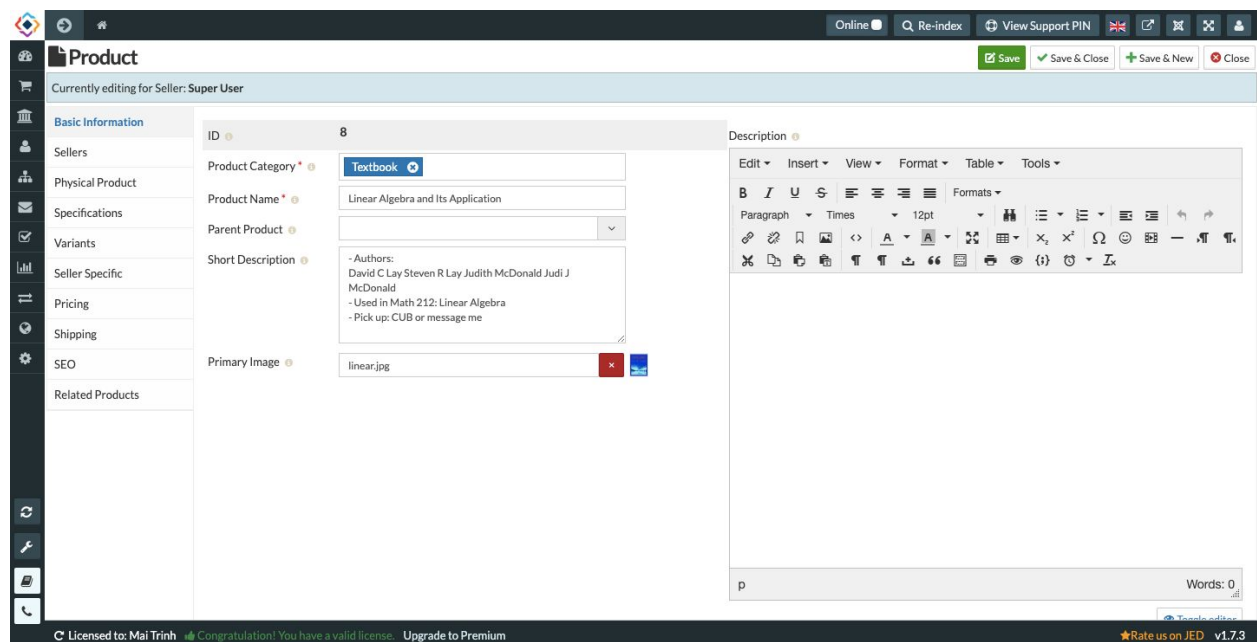 Online
Re-index
View Support PIN
Product
Save
Save & Close
Save & New
Close
Currently editing for Seller: Super User
Basic Information
Sellers
Physical Product
Specifications
Variants
Seller Specific
Pricing
Shipping
SEO
Related Products
ID
8
Product Category *
Textbook
Product Name *
Linear Algebra and Its Application
Parent Product
Short Description
- Authors:
David C Lay Steven R Lay Judith McDonald Judi J
McDonald
- Used in Math 212: Linear Algebra
- Pick up: CUB or message me
Primary Image
linear.jpg
Description
Edit Insert View Format Table Tools
B I U S Formats
Paragraph Times 12pt
p
Words: 0
Toggle editor
Licensed to: Mai Trinh Congratulation! You have a valid license. Upgrade to Premium
Rate us on JED v1.7.3